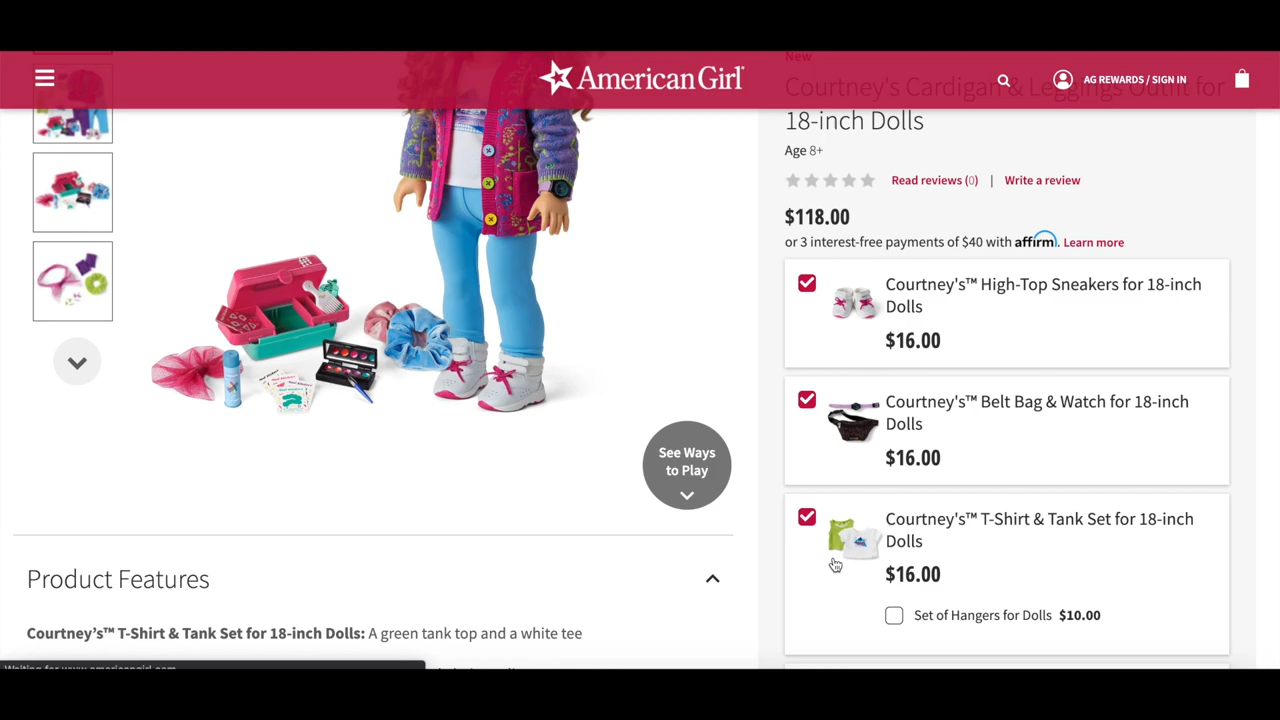 American Girl
AG REWARDS / SIGN IN
New
Courtney's Cardigan & Leggings Outfit for
18-inch Dolls
Age 8+
Read reviews (0) | Write a review
$118.00
or 3 interest-free payments of $40 with affirm. Learn more
Courtney's™ High-Top Sneakers for 18-inch
Dolls
$16.00
Courtney's™ Belt Bag & Watch for 18-inch
Dolls
$16.00
Courtney's™ T-Shirt & Tank Set for 18-inch
Dolls
$16.00
Set of Hangers for Dolls $10.00
See Ways
to Play
Product Features
Courtney’s™ T-Shirt & Tank Set for 18-inch Dolls: A green tank top and a white tee
Waiting for www.americangirl.com